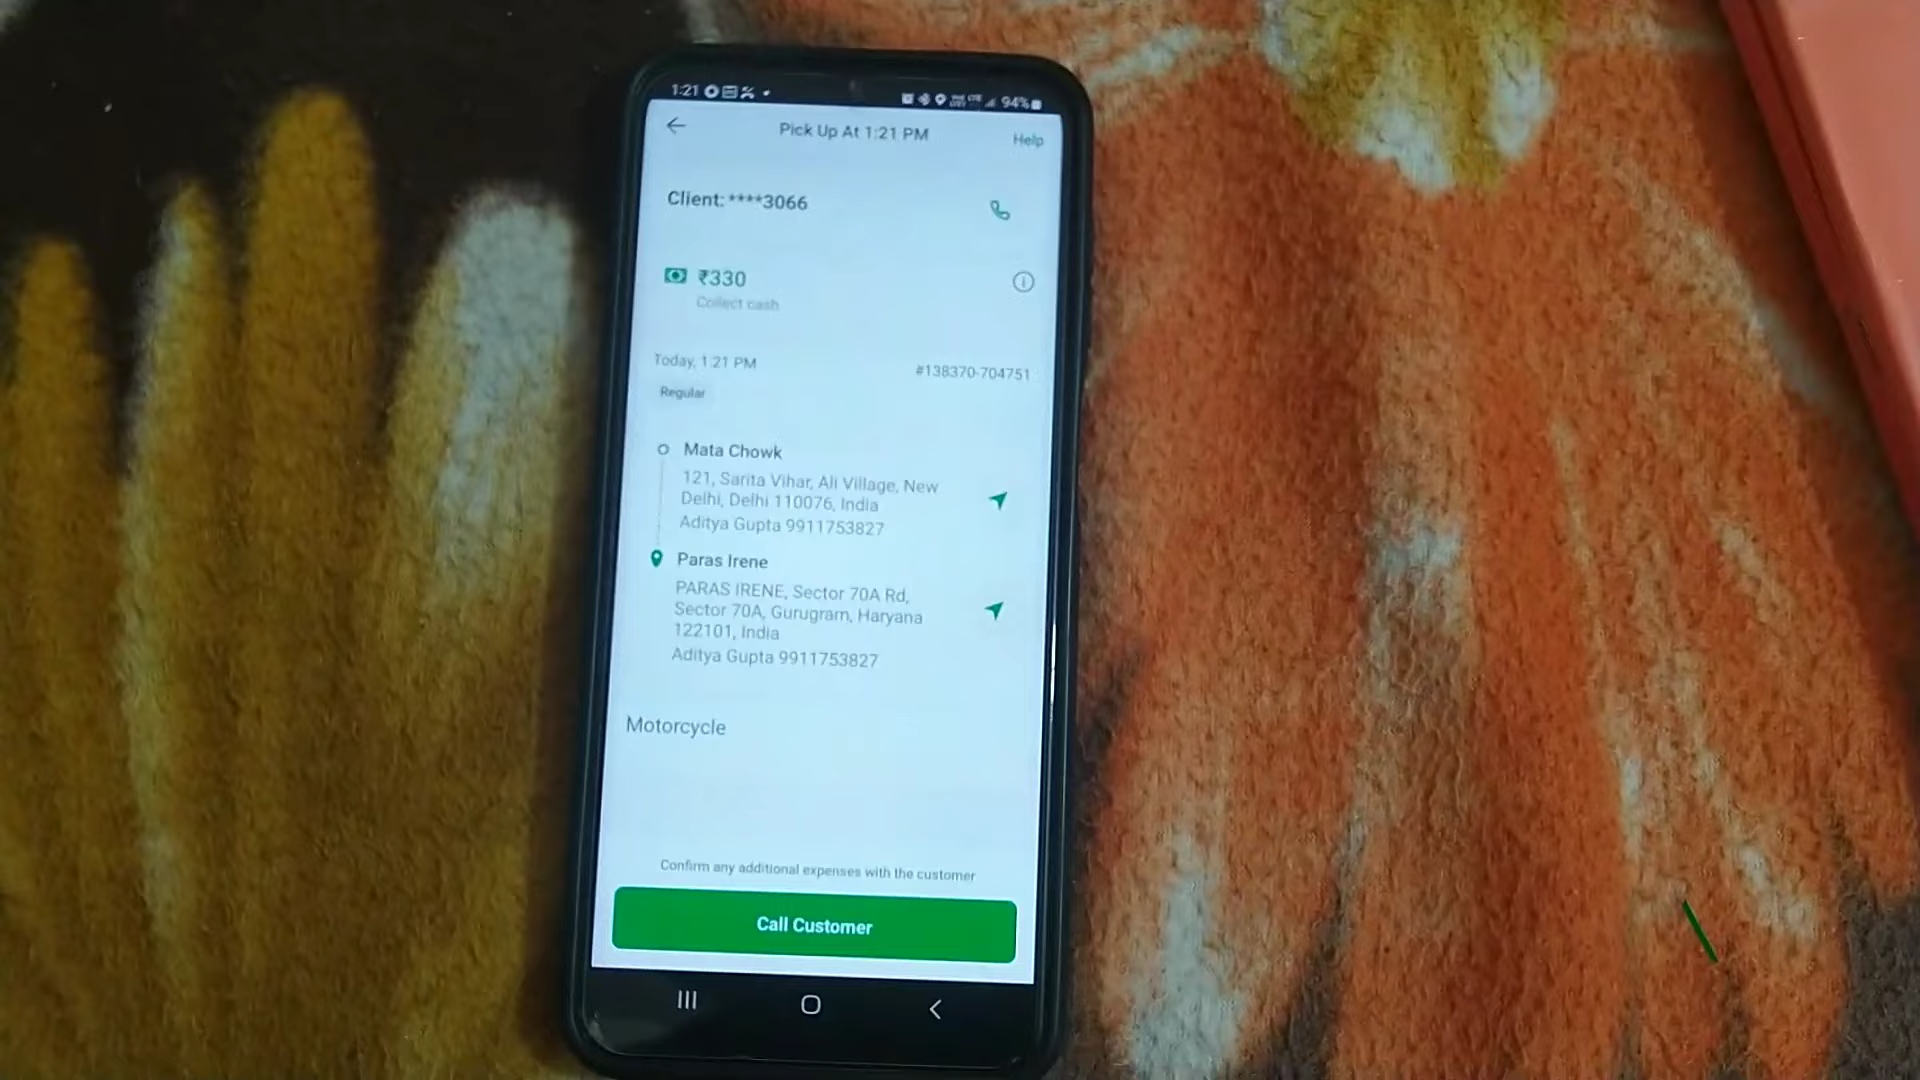 1:21
94%
Pick Up At 1:21 PM
Help
Client: ****3066
₹330
Collect cash
Today, 1:21 PM
#138370-704751
Regular
Mata Chowk
121, Sarita Vihar, Ali Village, New
Delhi, Delhi 110076, India
Aditya Gupta 9911753827
Paras Irene
PARAS IRENE, Sector 70A Rd,
Sector 70A, Gurugram, Haryana
122101, India
Aditya Gupta 9911753827
Motorcycle
Confirm any additional expenses with the customer
Call Customer